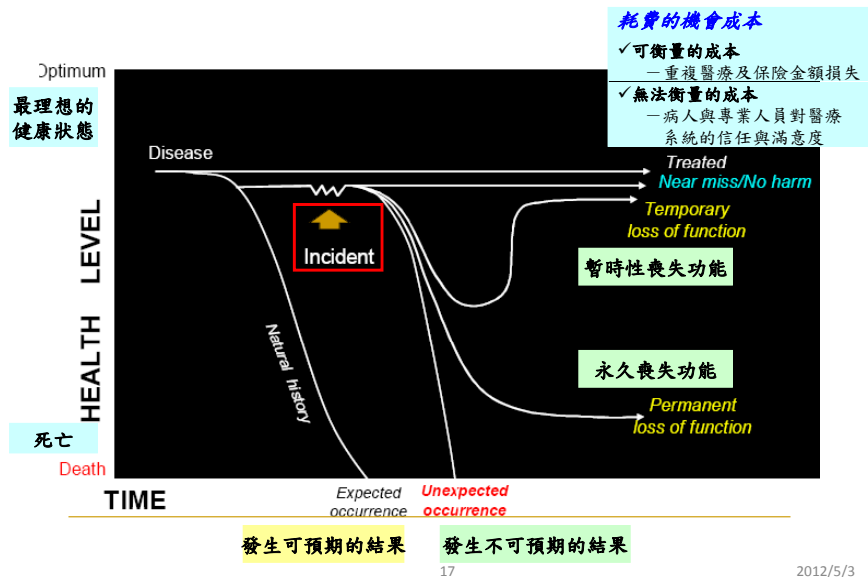 耗費的機會成本
✓可衡量的成本
－重複醫療及保險金額損失
✓無法衡量的成本
－病人與專業人員對醫療
系統的信任與滿意度
Optimum
最理想的
健康狀態
Disease
Treated
Near miss/No harm
Temporary
loss of function
Incident
暫時性喪失功能
HEALTH LEVEL
Natural history
永久喪失功能
Permanent
loss of function
死亡
Death
TIME
Expected
occurrence
Unexpected
occurrence
發生可預期的結果
發生不可預期的結果
17
2012/5/3